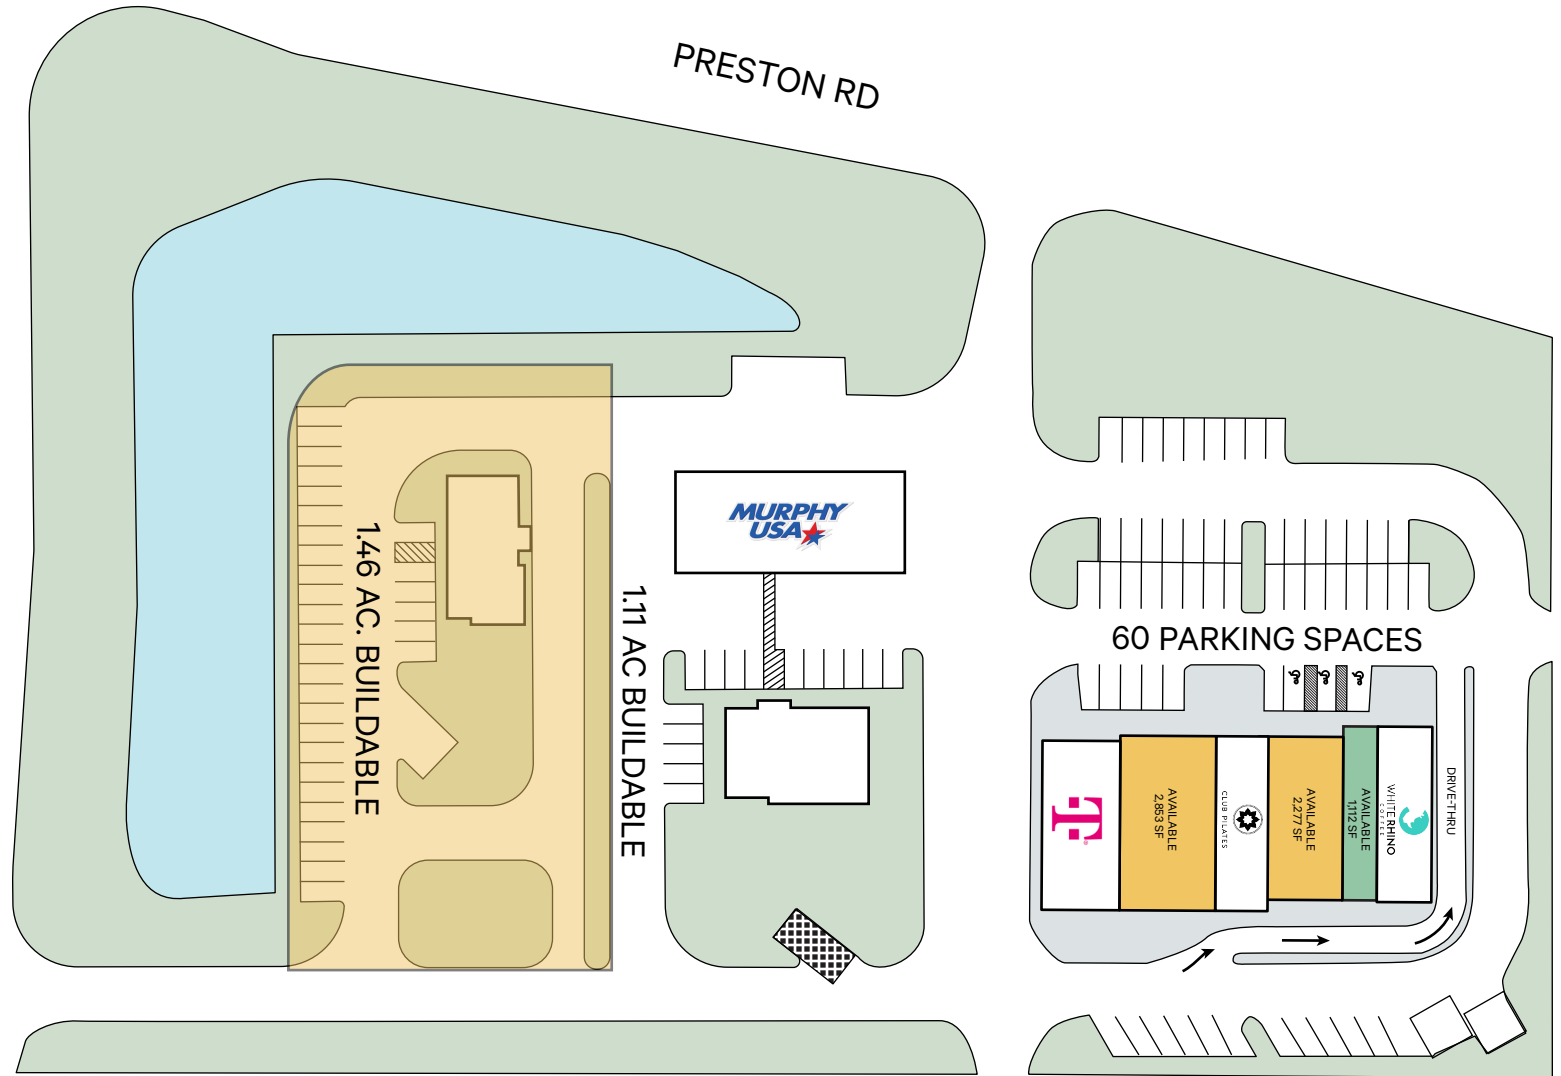 PRESTON RD
MURPHY
USA
1.46 AC. BUILDABLE
1.11 AC BUILDABLE
60 PARKING SPACES
T
AVAILABLE
2,853 SF
CLUB PILATES
AVAILABLE
2,277 SF
AVAILABLE
1,112 SF
WHITE RHINO
COFFEE
DRIVE-THRU